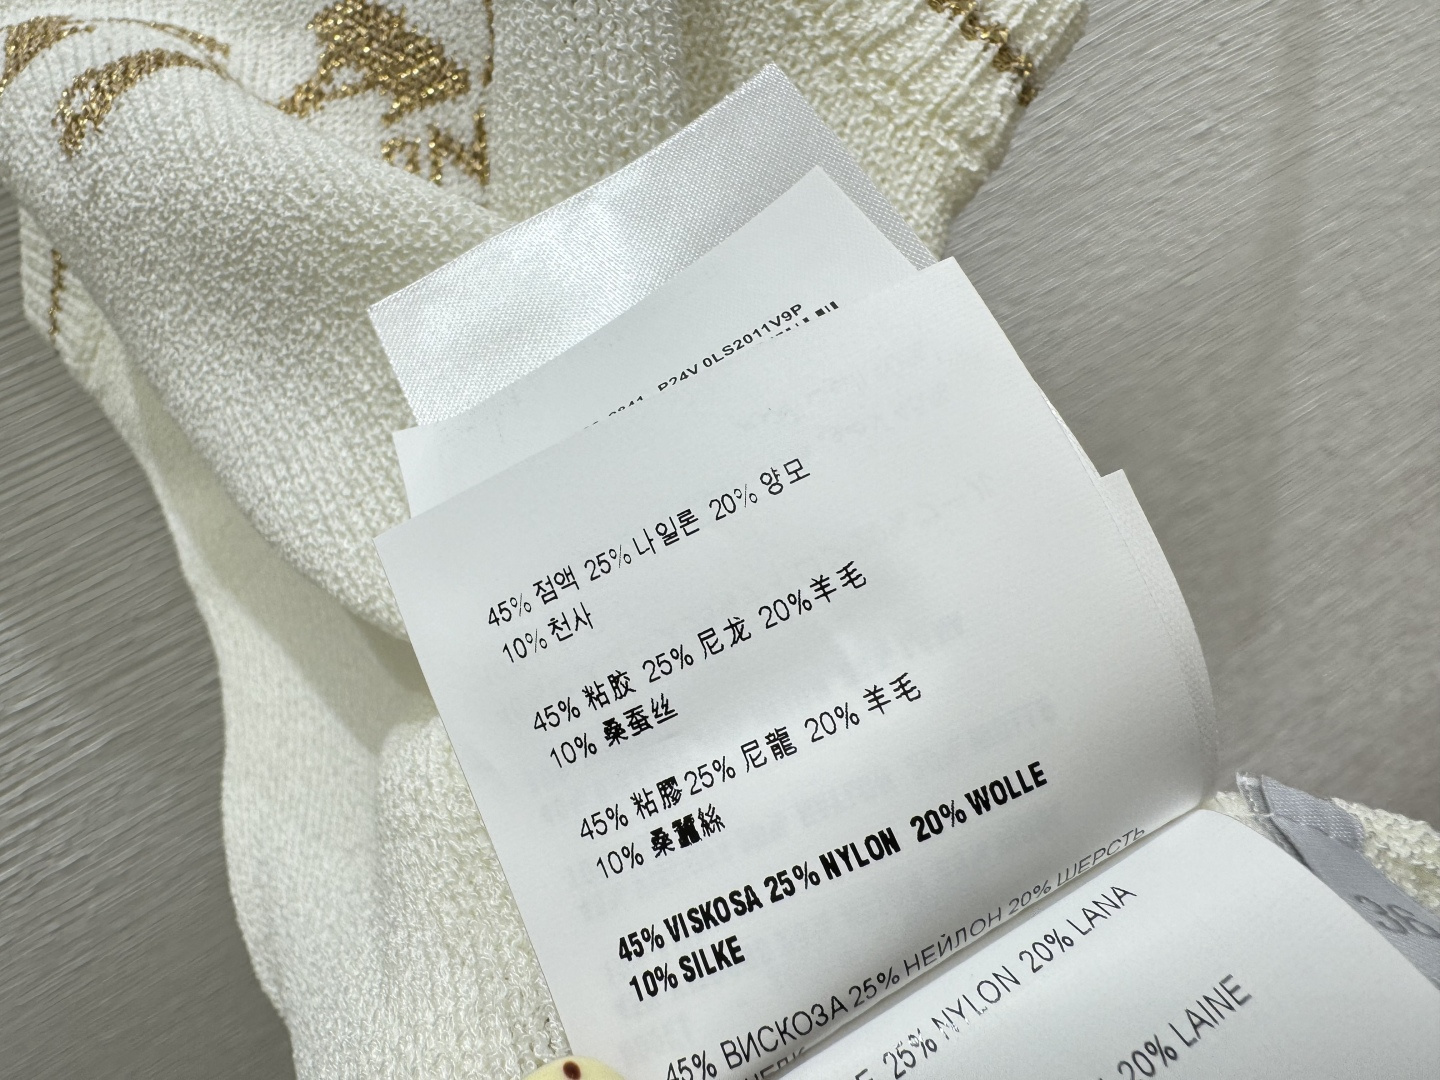 P24V 0LS2011V9P
45% 점액 25% 나일론 20% 양모
10% 천사
45% 粘胶 25% 尼龙 20% 羊毛
10% 桑蚕丝
45% 粘膠 25% 尼龍 20% 羊毛
10% 桑蠶絲
45% VISKOSA 25% NYLON 20% WOLLE
10% SILKE
45% ВИСКОЗА 25% НЕЙЛОН 20% ШЕРСТЬ
25% NYLON 20% LANA
20% LAINE
36